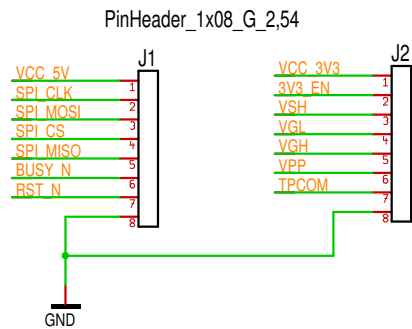 PinHeader_1x08_G_2,54
J1
VCC_5V
1
SPI_CLK
2
SPI_MOSI
3
SPI_CS
4
SPI_MISO
5
BUSY_N
6
RST_N
7
8
J2
VCC_3V3
1
3V3_EN
2
VSH
3
VGL
4
VGH
5
VPP
6
TPCOM
7
8
GND